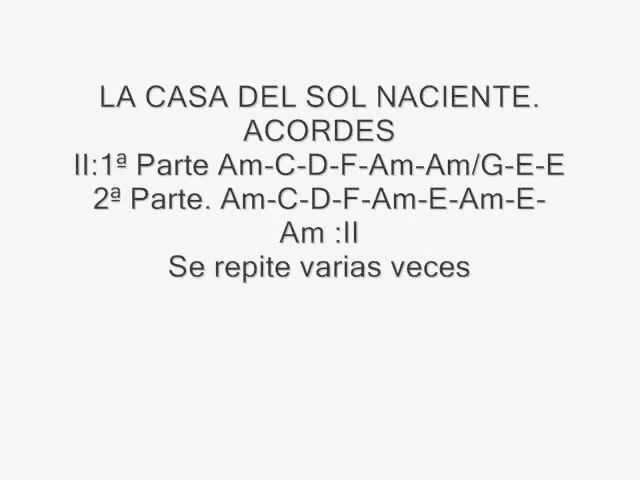 LA CASA DEL SOL NACIENTE.
ACORDES
II:1ª Parte Am-C-D-F-Am-Am/G-E-E
2ª Parte. Am-C-D-F-Am-E-Am-E-
Am :II
Se repite varias veces